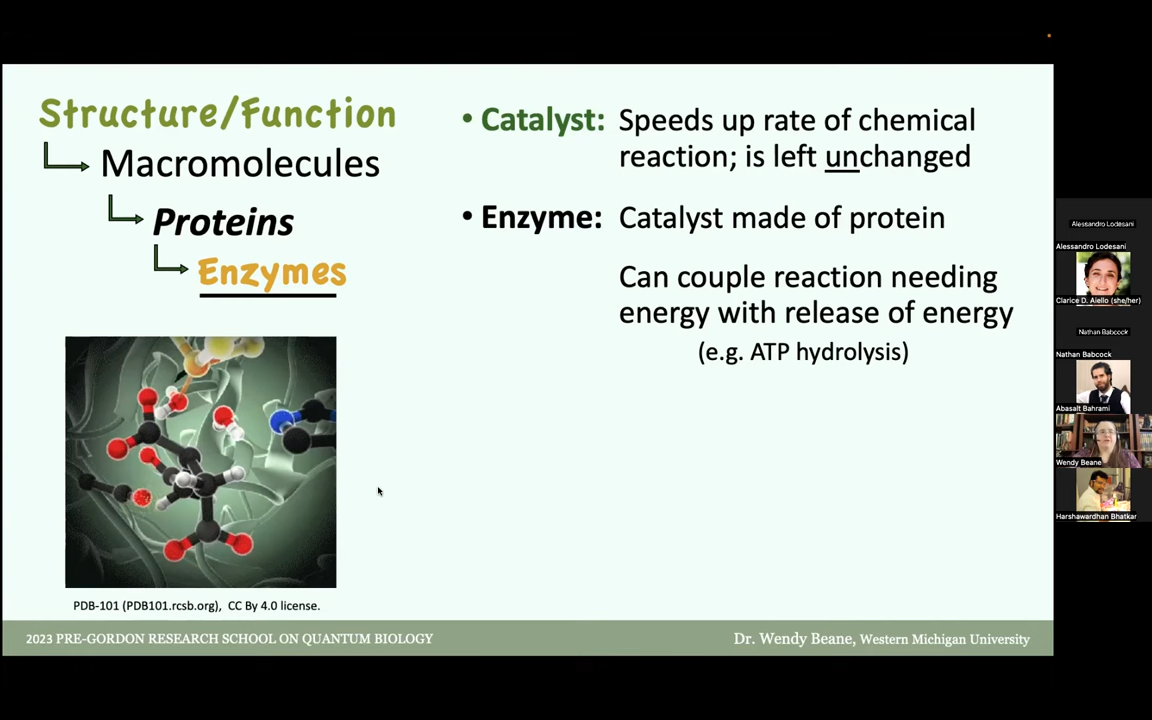 Structure/Function
Macromolecules
Proteins
Enzymes
• Catalyst: Speeds up rate of chemical
reaction; is left unchanged
• Enzyme: Catalyst made of protein
Can couple reaction needing
energy with release of energy
(e.g. ATP hydrolysis)
PDB-101 (PDB101.rcsb.org), CC By 4.0 license.
2023 PRE-GORDON RESEARCH SCHOOL ON QUANTUM BIOLOGY
Dr. Wendy Beane, Western Michigan University
Alessandro Lodesani
Alessandro Lodesani
Clarice D. Aiello (she/her)
Nathan Babcock
Nathan Babcock
Abasalt Bahrami
Wendy Beane
Harshawardhan Bhatkar